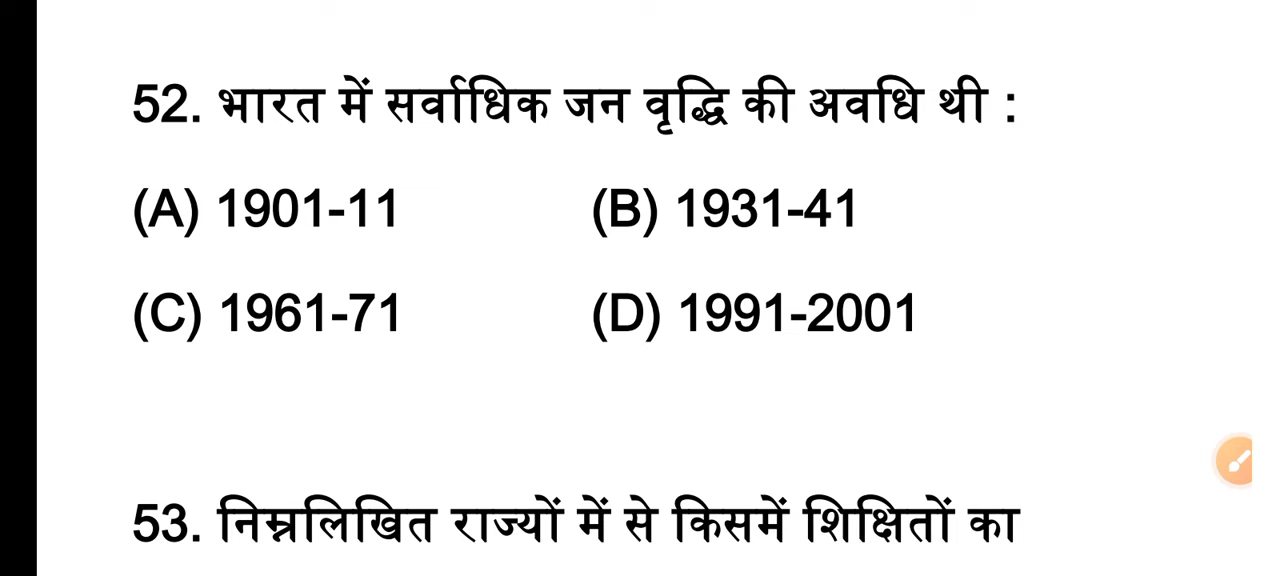 52. भारत में सर्वाधिक जन वृद्धि की अवधि थी :
(A) 1901-11 (B) 1931-41
(C) 1961-71 (D) 1991-2001
53. निम्नलिखित राज्यों में से किसमें शिक्षितों का